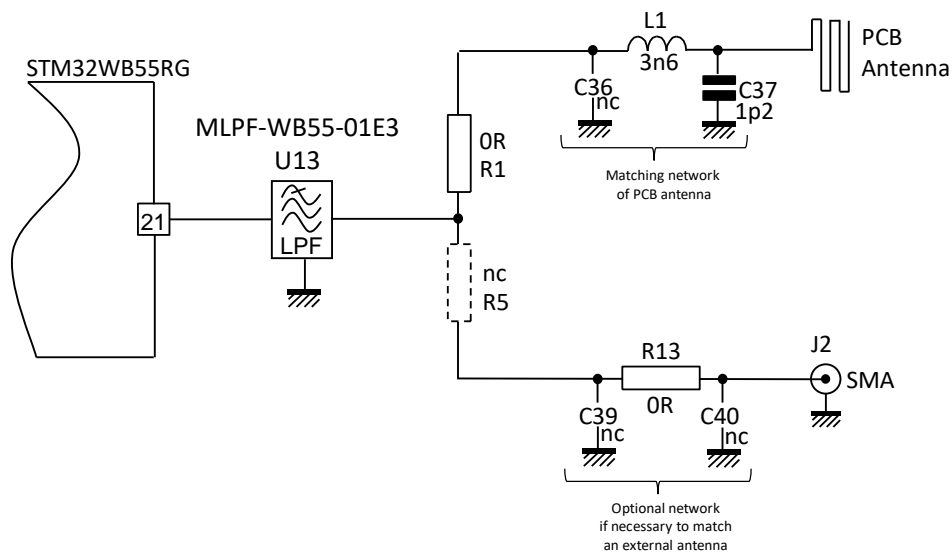 STM32WB55RG
21
MLPF-WB55-01E3
U13
LPF
0R
R1
nc
R5
L1
3n6
C36
nc
C37
1p2
PCB
Antenna
Matching network
of PCB antenna
R13
0R
C39
nc
C40
nc
J2
SMA
Optional network
if necessary to match
an external antenna